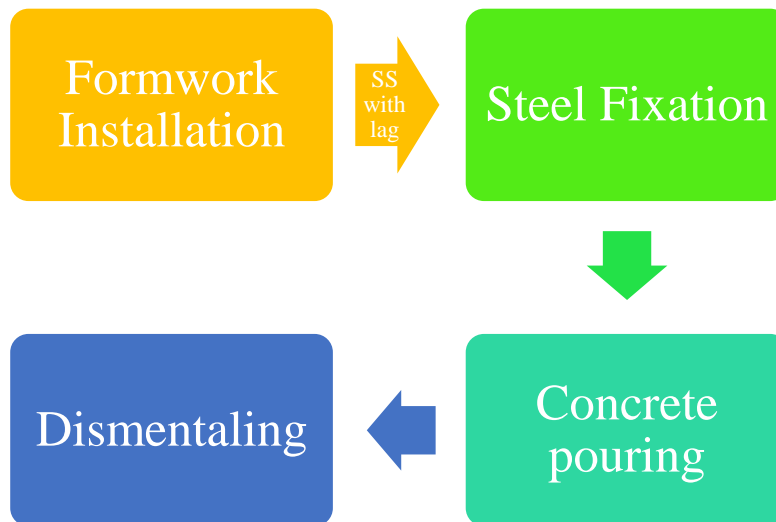 Formwork
Installation
SS
with
lag
Steel Fixation
Concrete
pouring
Dismentaling